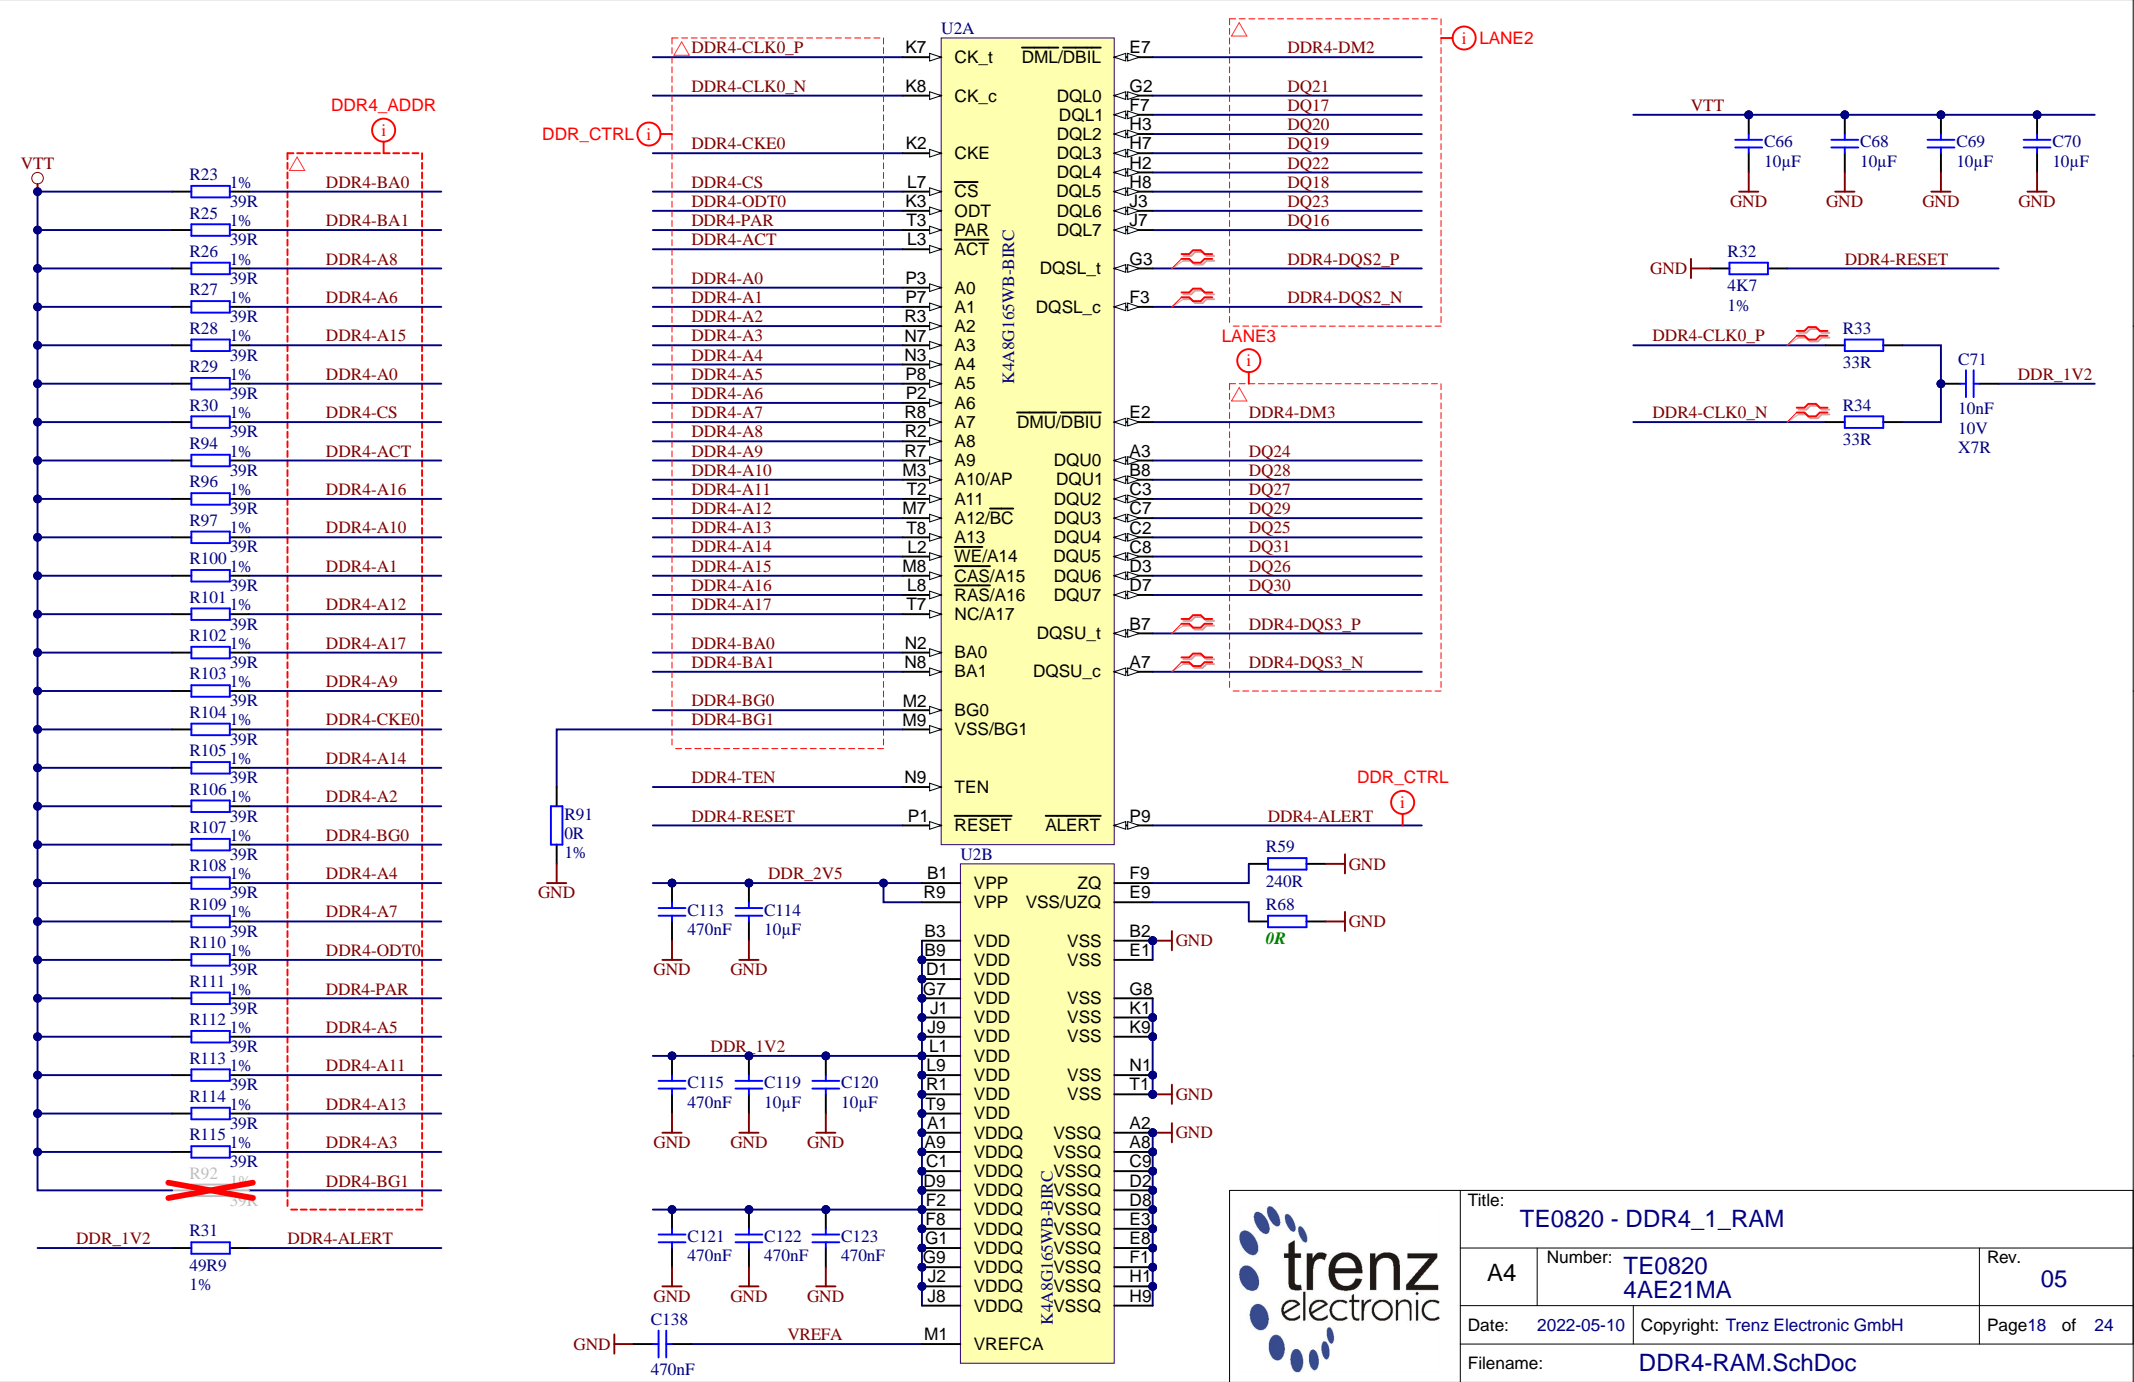 DDR4_ADDR
i
VTT
R23 1% 39R DDR4-BA0
R25 1% 39R DDR4-BA1
R26 1% 39R DDR4-A8
R27 1% 39R DDR4-A6
R28 1% 39R DDR4-A15
R29 1% 39R DDR4-A0
R30 1% 39R DDR4-CS
R94 1% 39R DDR4-ACT
R96 1% 39R DDR4-A16
R97 1% 39R DDR4-A10
R100 1% 39R DDR4-A1
R101 1% 39R DDR4-A12
R102 1% 39R DDR4-A17
R103 1% 39R DDR4-A9
R104 1% 39R DDR4-CKE0
R105 1% 39R DDR4-A14
R106 1% 39R DDR4-A2
R107 1% 39R DDR4-BG0
R108 1% 39R DDR4-A4
R109 1% 39R DDR4-A7
R110 1% 39R DDR4-ODT0
R111 1% 39R DDR4-PAR
R112 1% 39R DDR4-A5
R113 1% 39R DDR4-A11
R114 1% 39R DDR4-A13
R115 1% 39R DDR4-A3
R92 1% 39R DDR4-BG1
DDR_1V2 R31 49R9 1% DDR4-ALERT
U2A
DDR_CTRL i
DDR4-CLK0_P K7 CK_t
DDR4-CLK0_N K8 CK_c
DDR4-CKE0 K2 CKE
DDR4-CS L7 CS
DDR4-ODT0 K3 ODT
DDR4-PAR T3 PAR
DDR4-ACT L3 ACT
DDR4-A0 P3 A0
DDR4-A1 P7 A1
DDR4-A2 R3 A2
DDR4-A3 N7 A3
DDR4-A4 N3 A4
DDR4-A5 P8 A5
DDR4-A6 P2 A6
DDR4-A7 R8 A7
DDR4-A8 R2 A8
DDR4-A9 R7 A9
DDR4-A10 M3 A10/AP
DDR4-A11 T2 A11
DDR4-A12 M7 A12/BC
DDR4-A13 T8 A13
DDR4-A14 L2 WE/A14
DDR4-A15 M8 CAS/A15
DDR4-A16 L8 RAS/A16
DDR4-A17 T7 NC/A17
DDR4-BA0 N2 BA0
DDR4-BA1 N8 BA1
DDR4-BG0 M2 BG0
DDR4-BG1 M9 VSS/BG1
DDR4-TEN N9 TEN
DDR4-RESET P1 RESET
R91
0R
1%
GND
K4A8G165WB-BIRC
i LANE2
DML/DBIL E7 DDR4-DM2
DQL0 G2 DQ21
DQL1 F7 DQ17
DQL2 H3 DQ20
DQL3 H7 DQ19
DQL4 H2 DQ22
DQL5 H8 DQ18
DQL6 J3 DQ23
DQL7 J7 DQ16
DQSL_t G3 DDR4-DQS2_P
DQSL_c F3 DDR4-DQS2_N
LANE3
i
DMU/DBIU E2 DDR4-DM3
DQU0 A3 DQ24
DQU1 B8 DQ28
DQU2 C3 DQ27
DQU3 C7 DQ29
DQU4 C2 DQ25
DQU5 C8 DQ31
DQU6 D3 DQ26
DQU7 D7 DQ30
DQSU_t B7 DDR4-DQS3_P
DQSU_c A7 DDR4-DQS3_N
DDR_CTRL
i
ALERT P9 DDR4-ALERT
U2B
DDR_2V5 B1 VPP
R9 VPP
C113 470nF GND
C114 10µF GND
B3 VDD
B9 VDD
D1 VDD
G7 VDD
J1 VDD
J9 VDD
DDR_1V2 L1 VDD
L9 VDD
R1 VDD
T9 VDD
A1 VDDQ
A9 VDDQ
C1 VDDQ
D9 VDDQ
F2 VDDQ
F8 VDDQ
G1 VDDQ
G9 VDDQ
J2 VDDQ
J8 VDDQ
C115 470nF GND
C119 10µF GND
C120 10µF GND
C121 470nF GND
C122 470nF GND
C123 470nF GND
GND C138 470nF VREFA M1 VREFCA
K4A8G165WB-BIRC
ZQ F9 R59 240R GND
VSS/UZQ E9 R68 0R GND
VSS B2 GND
VSS E1
VSS G8
VSS K1
VSS K9
VSS N1
VSS T1 GND
VSSQ A2 GND
VSSQ A8
VSSQ C9
VSSQ D2
VSSQ D8
VSSQ E3
VSSQ E8
VSSQ F1
VSSQ H1
VSSQ H9
VTT
C66 10µF GND
C68 10µF GND
C69 10µF GND
C70 10µF GND
GND R32 4K7 1% DDR4-RESET
DDR4-CLK0_P R33 33R
DDR4-CLK0_N R34 33R
C71 10nF 10V X7R DDR_1V2
trenz
electronic
Title:
TE0820 - DDR4_1_RAM
A4
Number: TE0820
4AE21MA
Rev.
05
Date: 2022-05-10 Copyright: Trenz Electronic GmbH Page18 of 24
Filename: DDR4-RAM.SchDoc